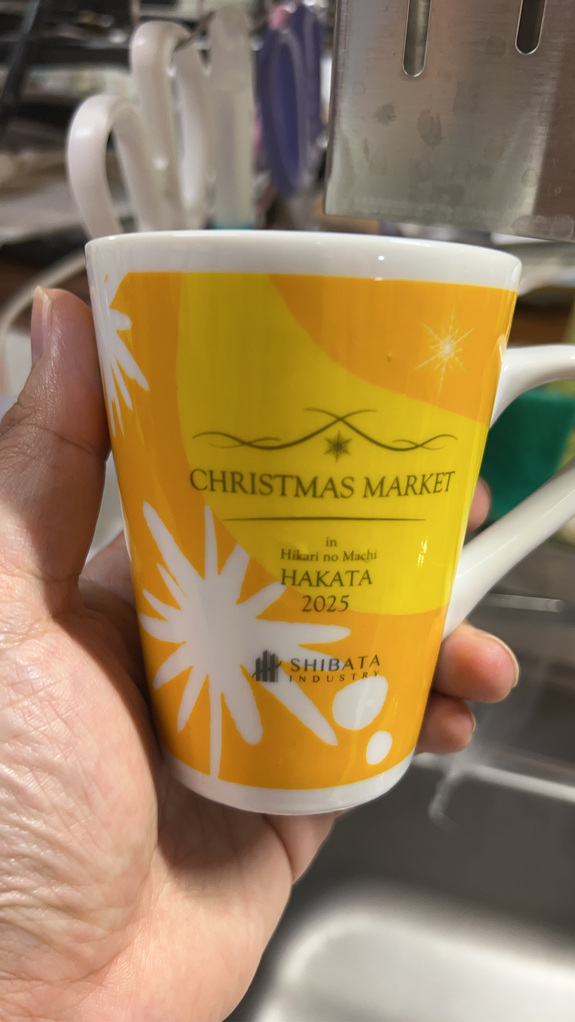 CHRISTMAS MARKET
in
Hikari no Machi
HAKATA
2025
SHIBATA
INDUSTRY